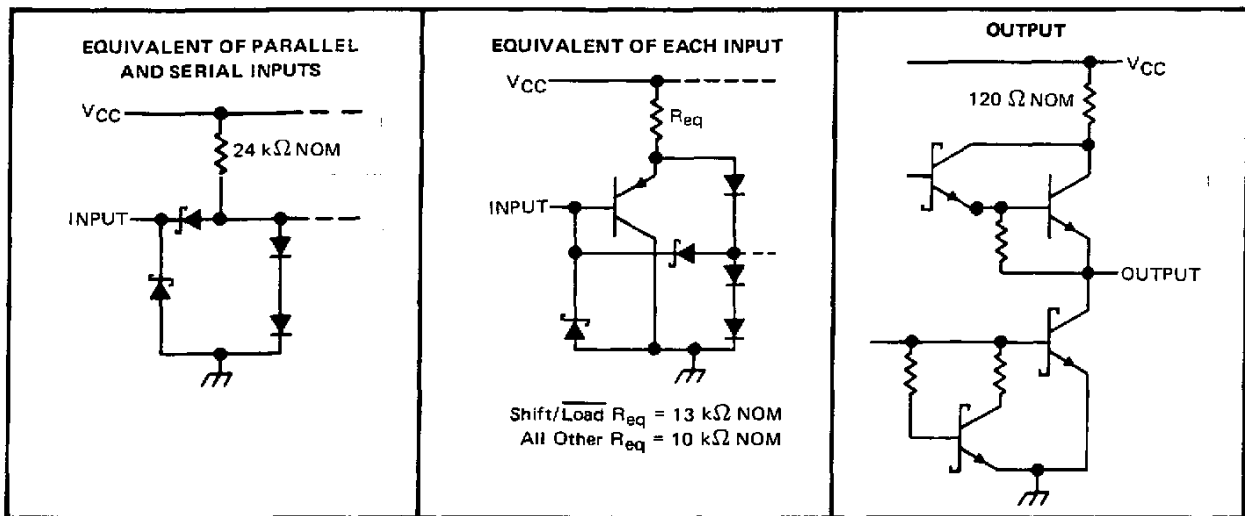 EQUIVALENT OF PARALLEL
AND SERIAL INPUTS
VCC
24 kΩ NOM
INPUT
EQUIVALENT OF EACH INPUT
VCC
Req
INPUT
Shift/Load Req = 13 kΩ NOM
All Other Req = 10 kΩ NOM
OUTPUT
VCC
120 Ω NOM
OUTPUT